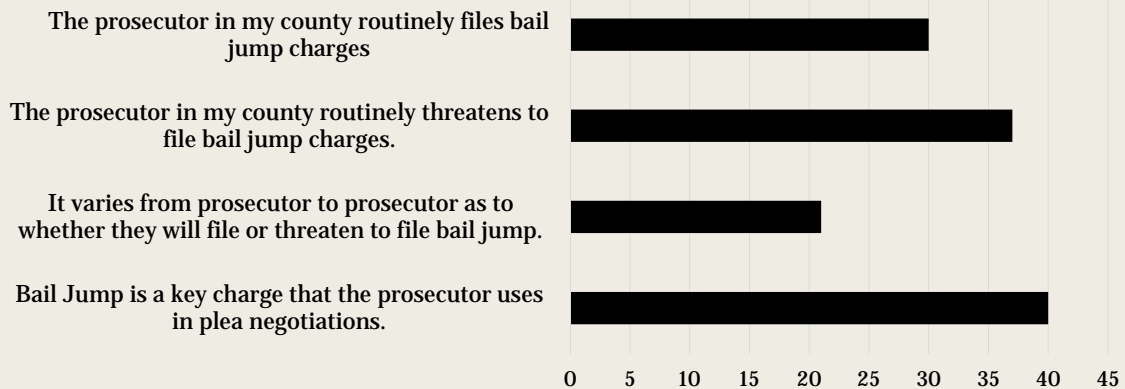 The prosecutor in my county routinely files bail
jump charges
The prosecutor in my county routinely threatens to
file bail jump charges.
It varies from prosecutor to prosecutor as to
whether they will file or threaten to file bail jump.
Bail Jump is a key charge that the prosecutor uses
in plea negotiations.
0 5 10 15 20 25 30 35 40 45